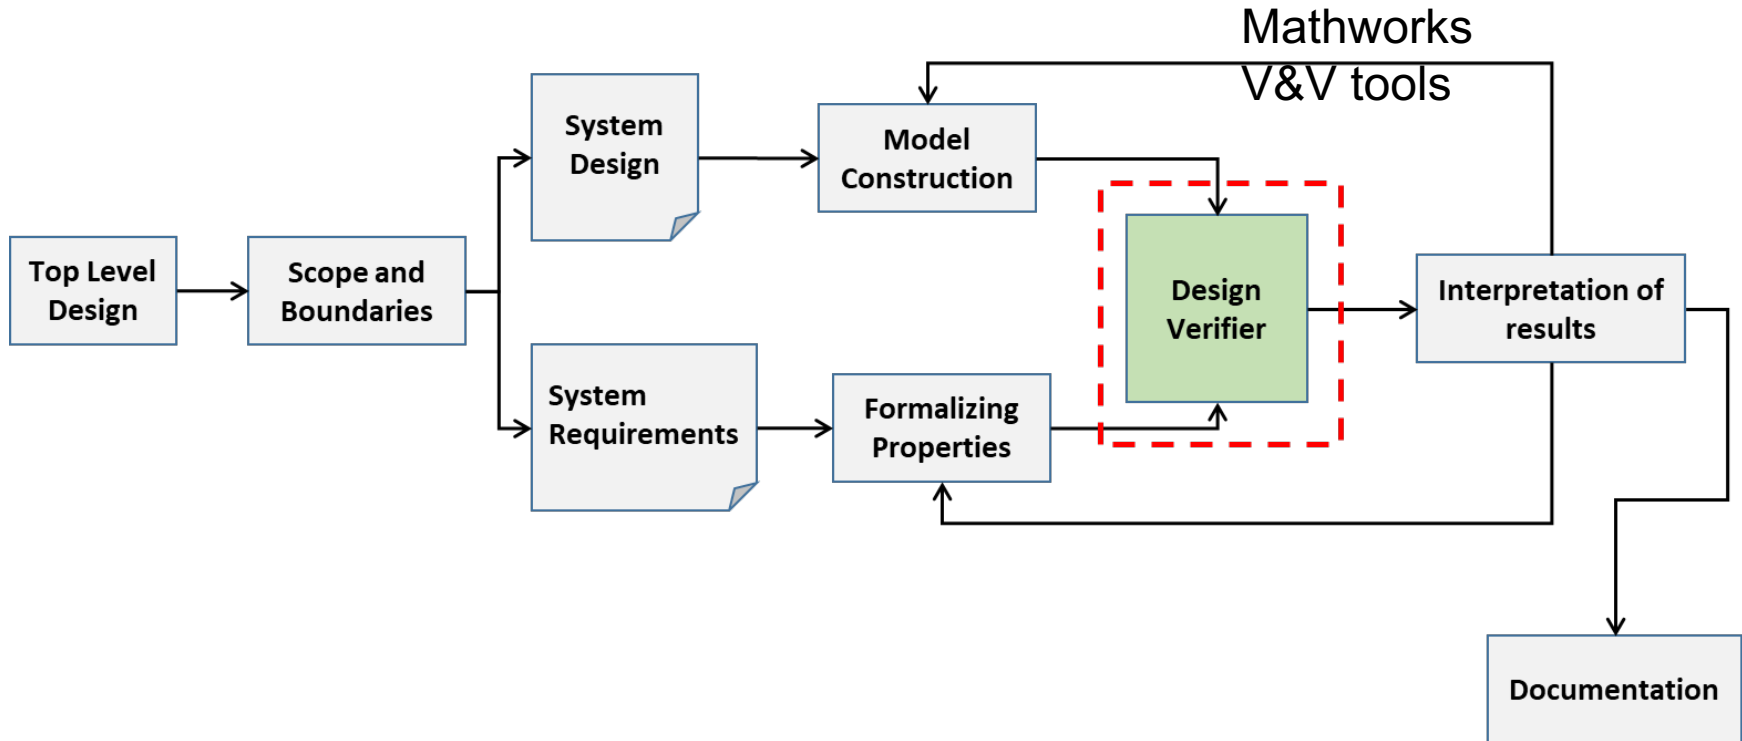 Mathworks
V&V tools
System
Design
Model
Construction
Top Level
Design
Scope and
Boundaries
Design
Verifier
Interpretation of
results
System
Requirements
Formalizing
Properties
Documentation